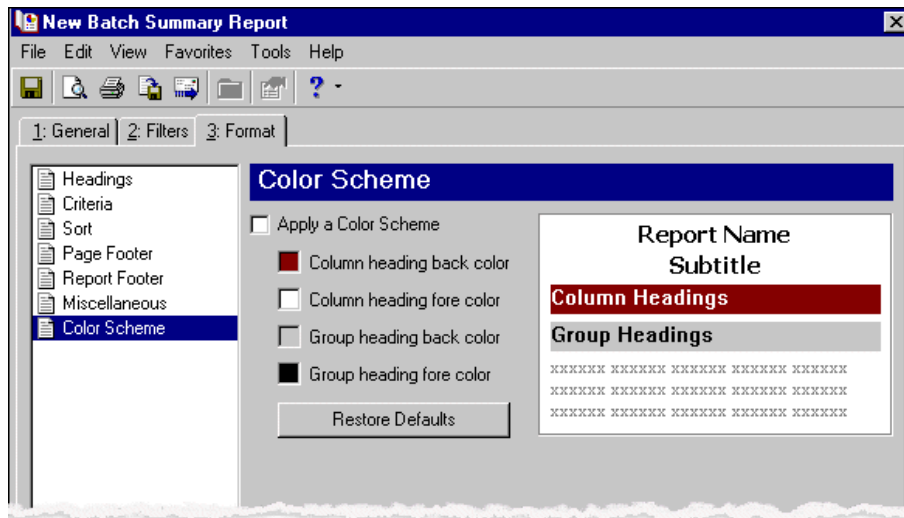 New Batch Summary Report
File Edit View Favorites Tools Help
1: General 2: Filters 3: Format
Headings
Criteria
Sort
Page Footer
Report Footer
Miscellaneous
Color Scheme
Color Scheme
Apply a Color Scheme
Column heading back color
Column heading fore color
Group heading back color
Group heading fore color
Restore Defaults
Report Name
Subtitle
Column Headings
Group Headings
xxxxxx xxxxxx xxxxxx xxxxxx xxxxxx
xxxxxx xxxxxx xxxxxx xxxxxx xxxxxx
xxxxxx xxxxxx xxxxxx xxxxxx xxxxxx